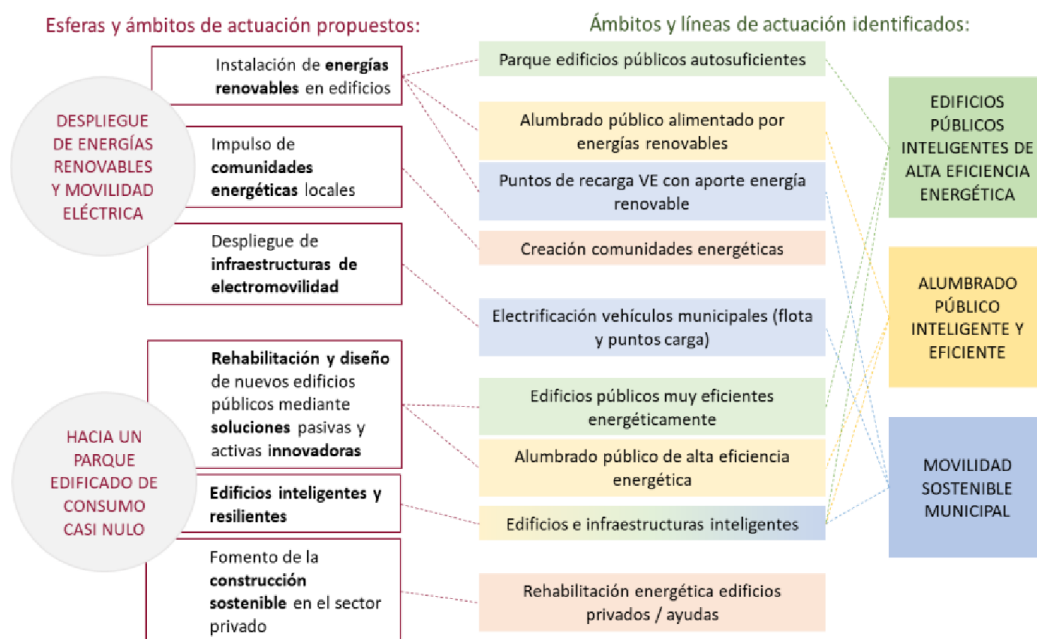 Esferas y ámbitos de actuación propuestos:
Ámbitos y líneas de actuación identificados:
DESPLIEGUE
DE ENERGÍAS
RENOVABLES
Y MOVILIDAD
ELÉCTRICA
Instalación de energías
renovables en edificios
Impulso de
comunidades
energéticas locales
Despliegue de
infraestructuras de
electromovilidad
HACIA UN
PARQUE
EDIFICADO DE
CONSUMO
CASI NULO
Rehabilitación y diseño
de nuevos edificios
públicos mediante
soluciones pasivas y
activas innovadoras
Edificios inteligentes y
resilientes
Fomento de la
construcción
sostenible en el sector
privado
Parque edificios públicos autosuficientes
Alumbrado público alimentado por
energías renovables
Puntos de recarga VE con aporte energía
renovable
Creación comunidades energéticas
Electrificación vehículos municipales (flota
y puntos carga)
Edificios públicos muy eficientes
energéticamente
Alumbrado público de alta eficiencia
energética
Edificios e infraestructuras inteligentes
Rehabilitación energética edificios
privados / ayudas
EDIFICIOS
PÚBLICOS
INTELIGENTES DE
ALTA EFICIENCIA
ENERGÉTICA
ALUMBRADO
PÚBLICO
INTELIGENTE Y
EFICIENTE
MOVILIDAD
SOSTENIBLE
MUNICIPAL